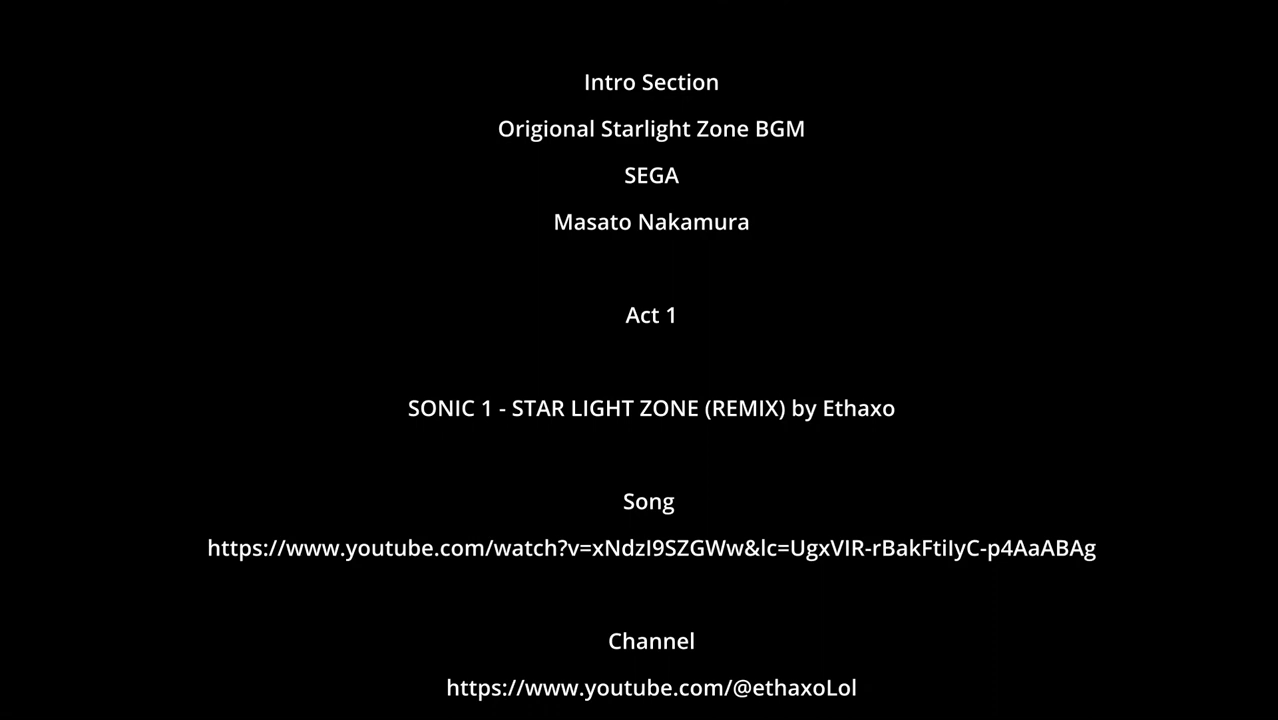 Intro Section
Origional Starlight Zone BGM
SEGA
Masato Nakamura
Act 1
SONIC 1 - STAR LIGHT ZONE (REMIX) by Ethaxo
Song
https://www.youtube.com/watch?v=xNdzI9SZGWw&lc=UgxVIR-rBakFtiIyC-p4AaABAg
Channel
https://www.youtube.com/@ethaxoLol